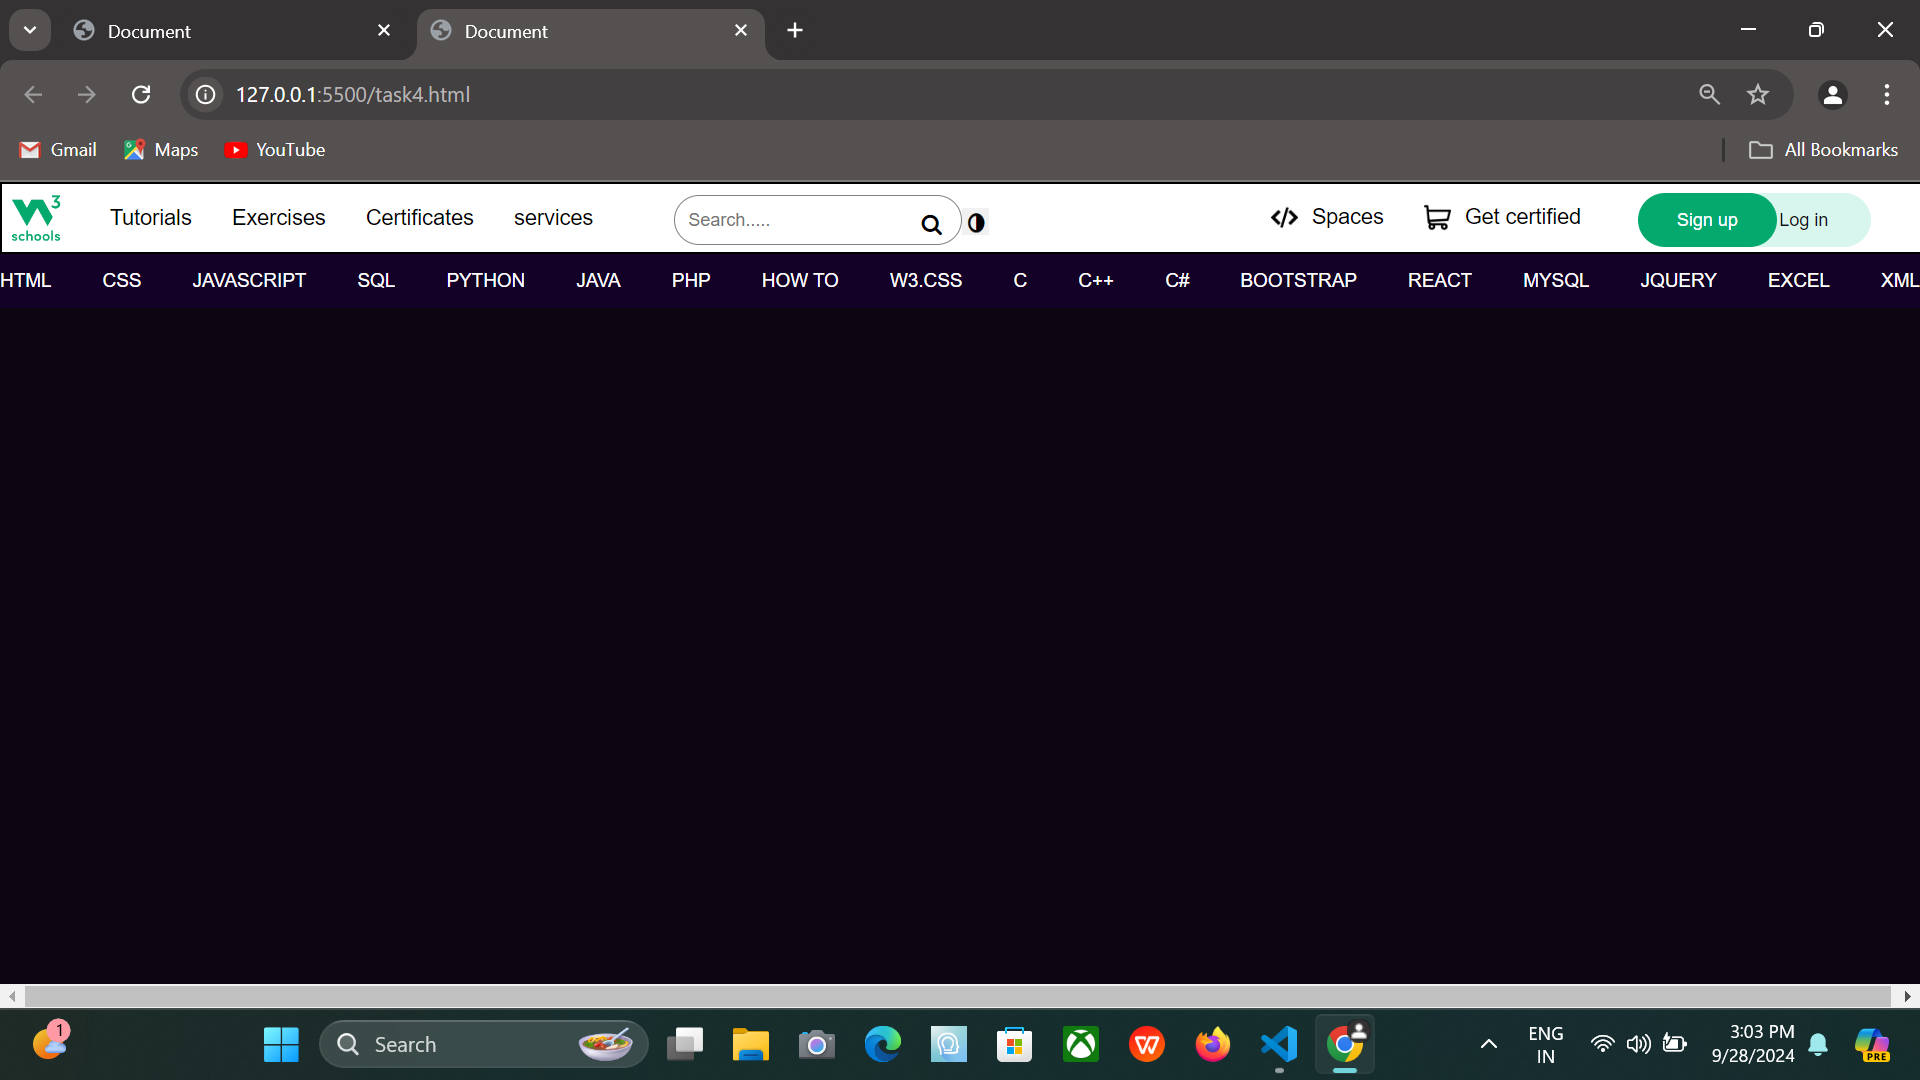 Document
Document
127.0.0.1:5500/task4.html
Gmail
Maps
YouTube
All Bookmarks
W3
schools
Tutorials
Exercises
Certificates
services
Search.....
</> Spaces
Get certified
Sign up
Log in
HTML
CSS
JAVASCRIPT
SQL
PYTHON
JAVA
PHP
HOW TO
W3.CSS
C
C++
C#
BOOTSTRAP
REACT
MYSQL
JQUERY
EXCEL
XML
1
Search
W
PRE
ENG
IN
3:03 PM
9/28/2024